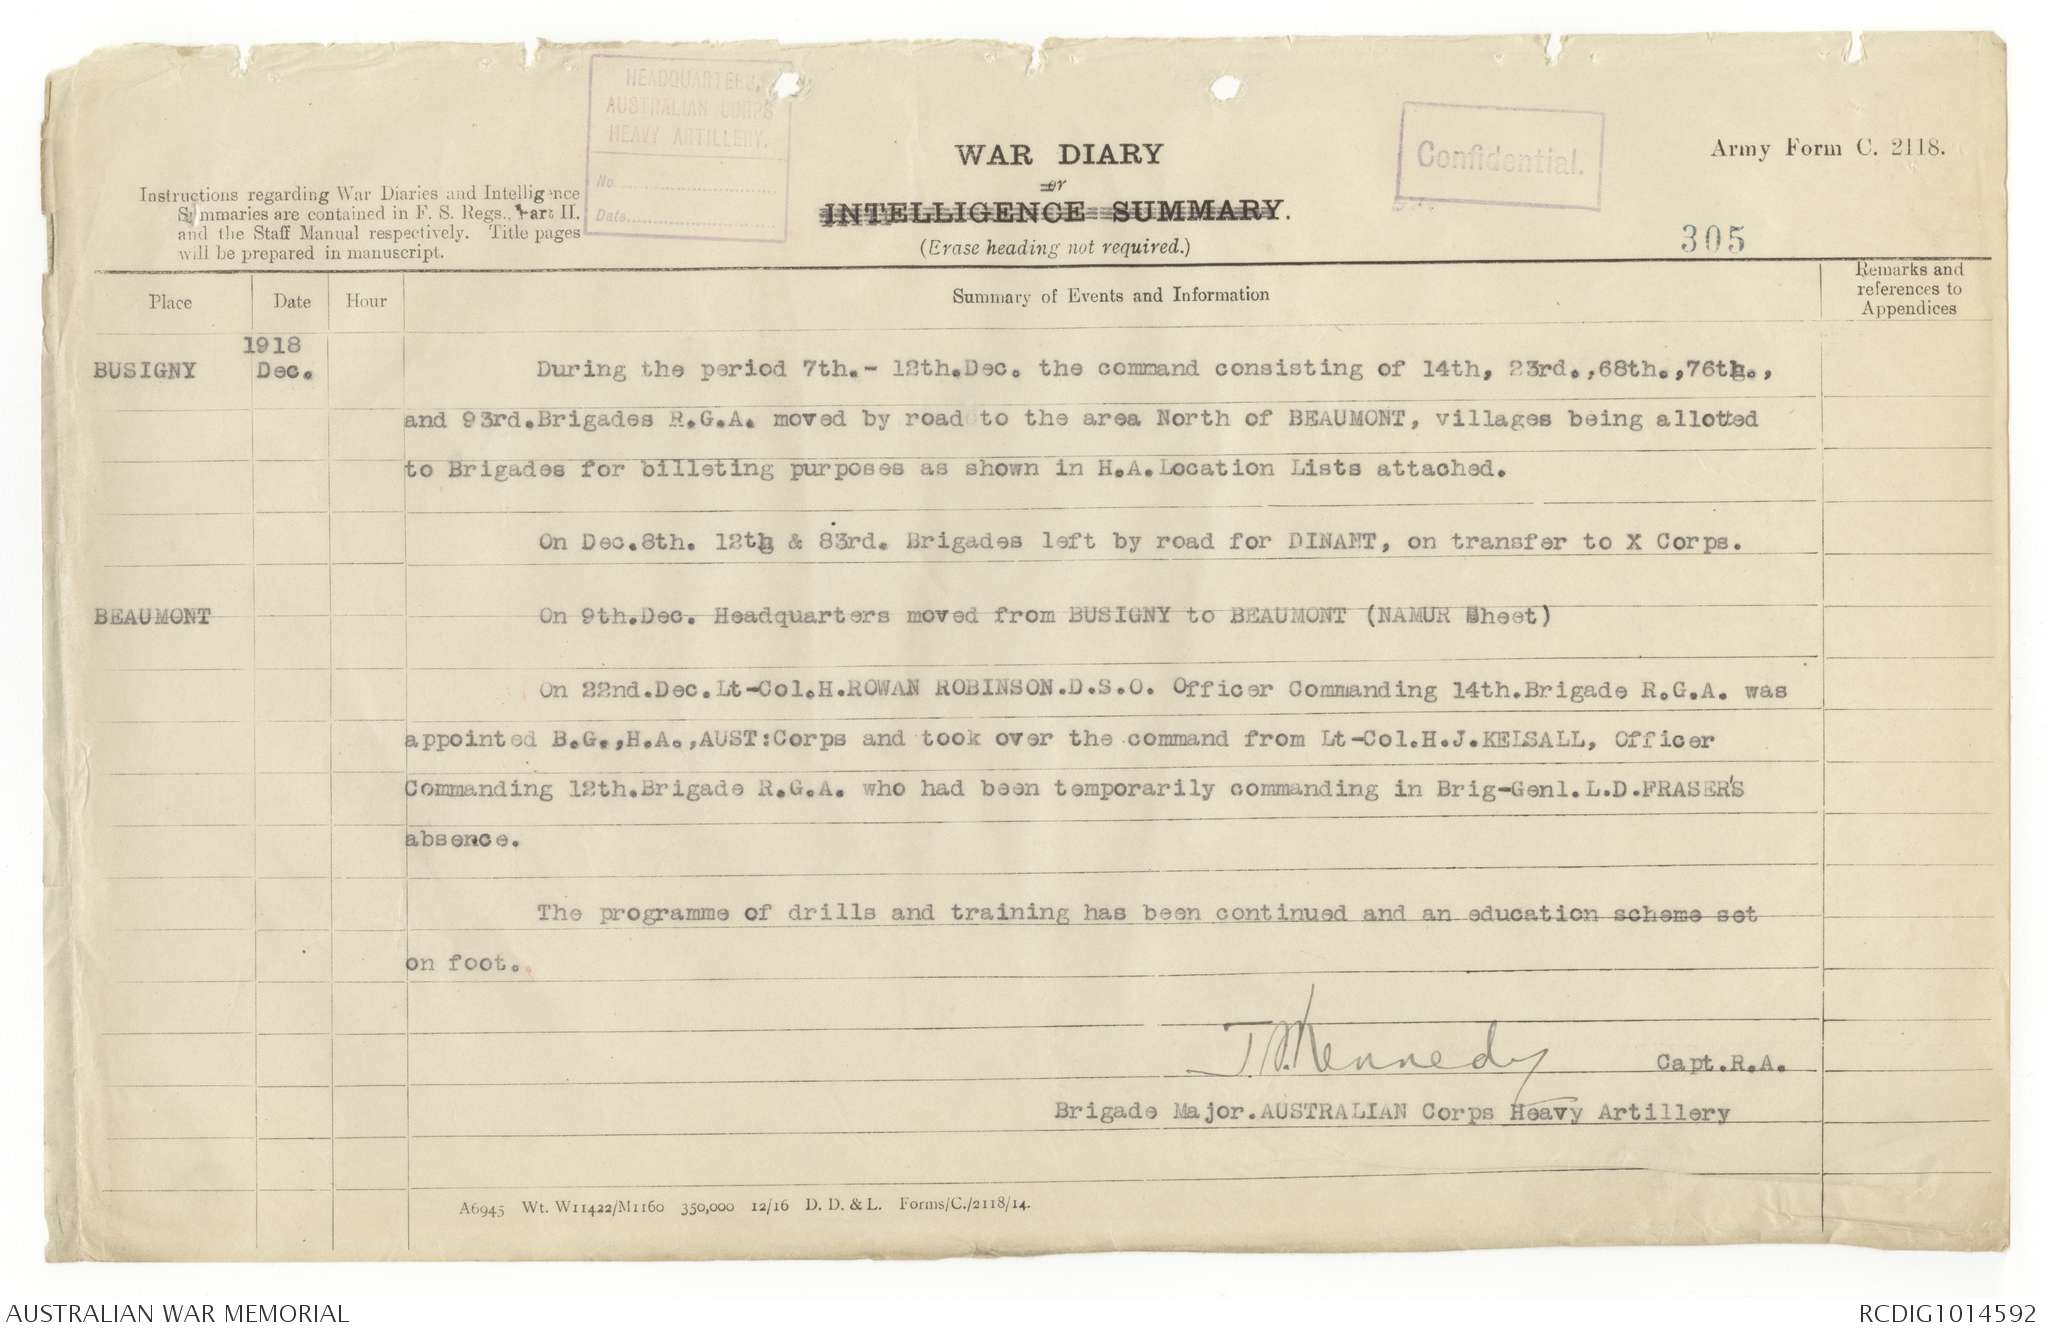 HEADQUARTERS,
AUSTRALIAN CORPS
HEAVY ARTILLERY.
No.
Date
Confidential.
Army Form C. 2118.
WAR DIARY
or
INTELLIGENCE SUMMARY.
(Erase heading not required.)
Instructions regarding War Diaries and Intelligence
Summaries are contained in F. S. Regs., Part II.
and the Staff Manual respectively. Title pages
will be prepared in manuscript.
305
Place Date Hour Summary of Events and Information Remarks and
references to
Appendices
1918
BUSIGNY Dec. During the period 7th.- 12th.Dec. the command consisting of 14th, 23rd.,68th.,76th.,
and 93rd.Brigades R.G.A. moved by road to the area North of BEAUMONT, villages being allotted
to Brigades for billeting purposes as shown in H.A.Location Lists attached.
On Dec.8th. 12th & 83rd. Brigades left by road for DINANT, on transfer to X Corps.
BEAUMONT On 9th.Dec. Headquarters moved from BUSIGNY to BEAUMONT (NAMUR Sheet)
On 22nd.Dec.Lt-Col.H.ROWAN ROBINSON.D.S.O. Officer Commanding 14th.Brigade R.G.A. was
appointed B.G.,H.A.,AUST:Corps and took over the command from Lt-Col.H.J.KELSALL, Officer
Commanding 12th.Brigade R.G.A. who had been temporarily commanding in Brig-Genl.L.D.FRASER'S
absence.
The programme of drills and training has been continued and an education scheme set
on foot.
Kennedy Capt.R.A.
Brigade Major.AUSTRALIAN Corps Heavy Artillery
A6945 Wt. W11422/M1160 350,000 12/16 D. D. & L. Forms/C./2118/14.
AUSTRALIAN WAR MEMORIAL RCDIG1014592